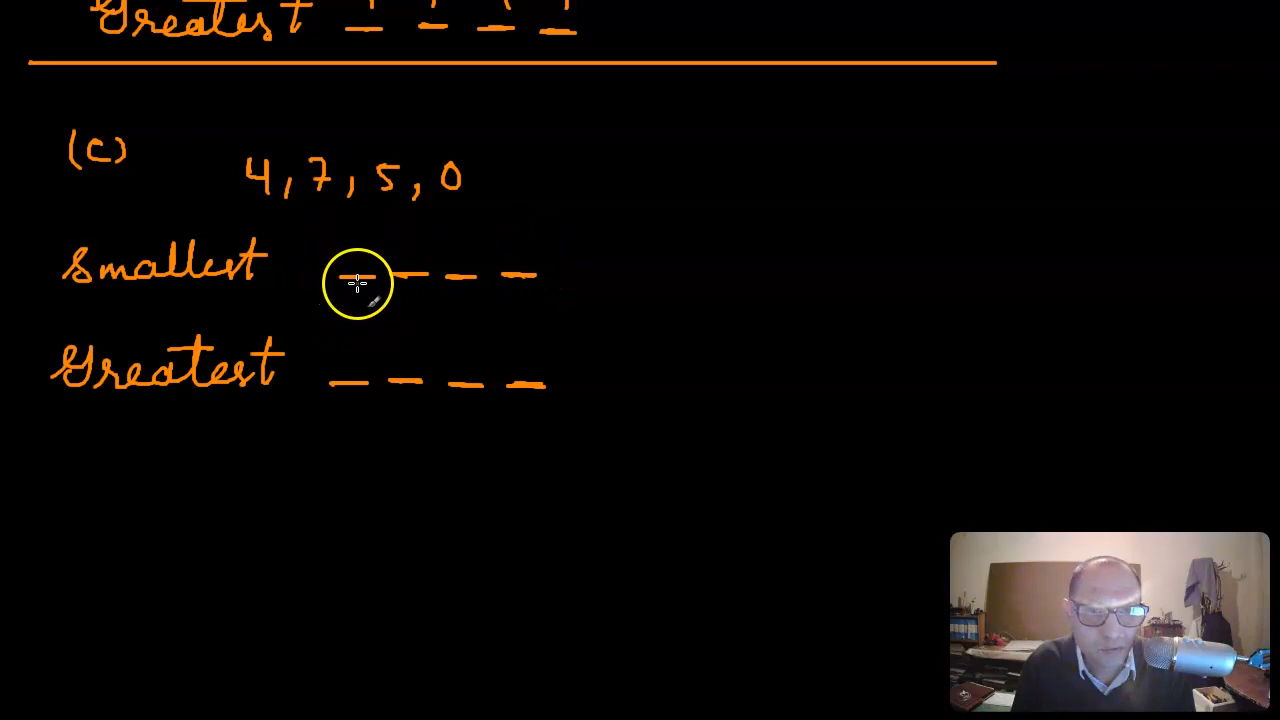 Greatest _ _ _ _
(C)
4, 7, 5, 0
Smallest _ _ _ _
Greatest _ _ _ _